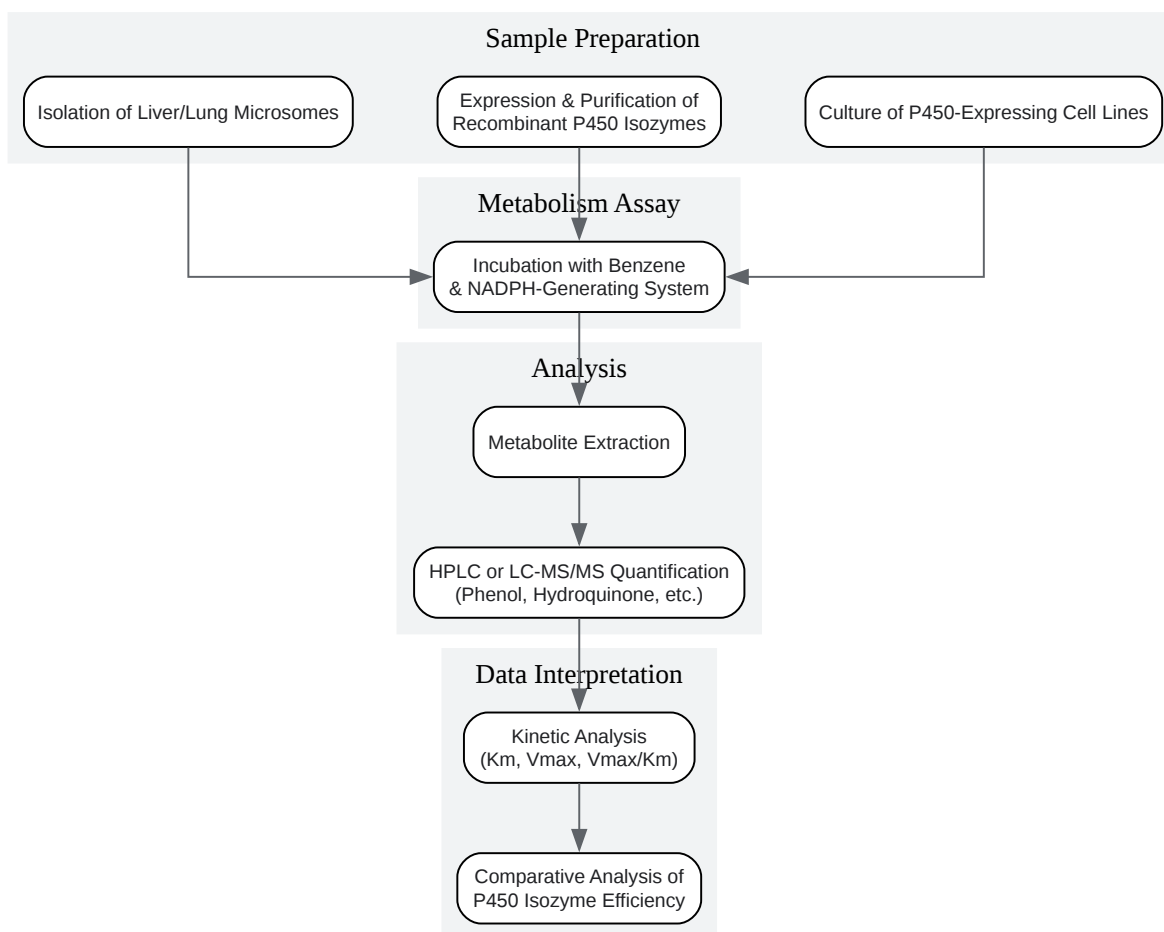 Sample Preparation
Isolation of Liver/Lung Microsomes
Expression & Purification of
Recombinant P450 Isozymes
Culture of P450-Expressing Cell Lines
Metabolism Assay
Incubation with Benzene
& NADPH-Generating System
Analysis
Metabolite Extraction
HPLC or LC-MS/MS Quantification
(Phenol, Hydroquinone, etc.)
Data Interpretation
Kinetic Analysis
(Km, Vmax, Vmax/Km)
Comparative Analysis of
P450 Isozyme Efficiency